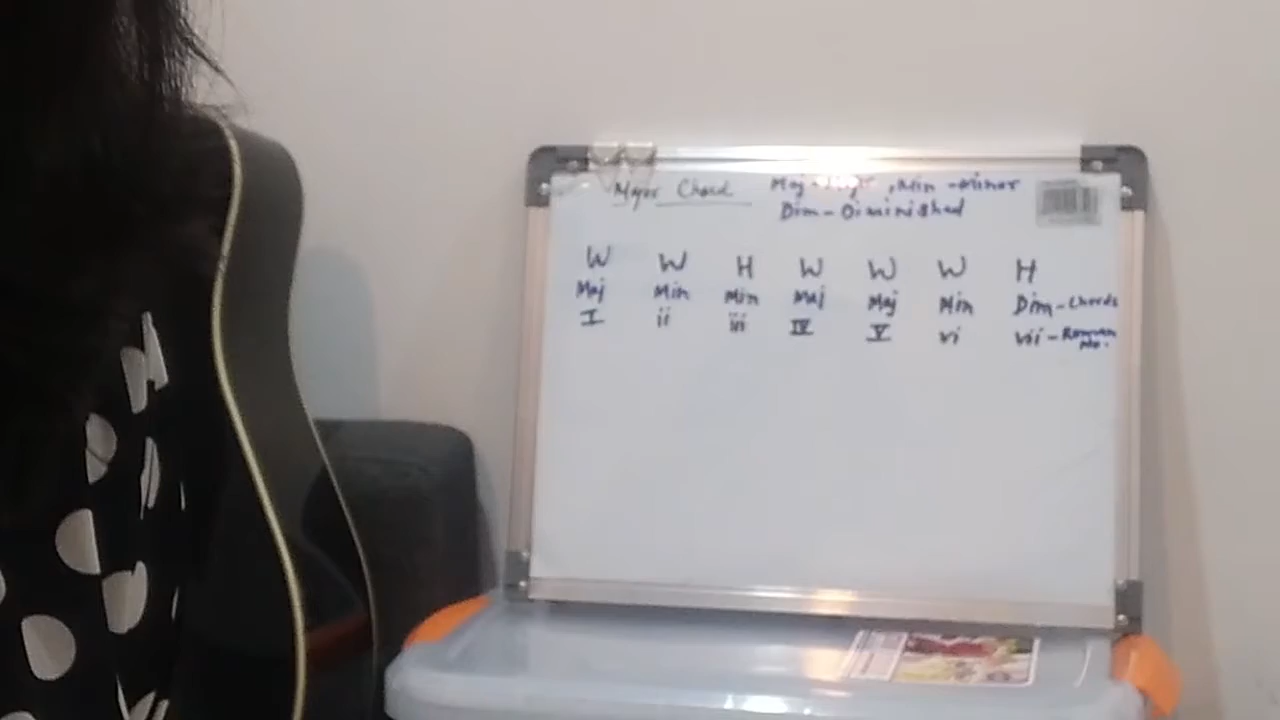 Major Chord
Maj - Major, Min - Minor
Dim - Diminished
W W H W W W H
Maj Min Min Maj Maj Min Dim - Chords
I ii iii IV V vi vii - Roman No.